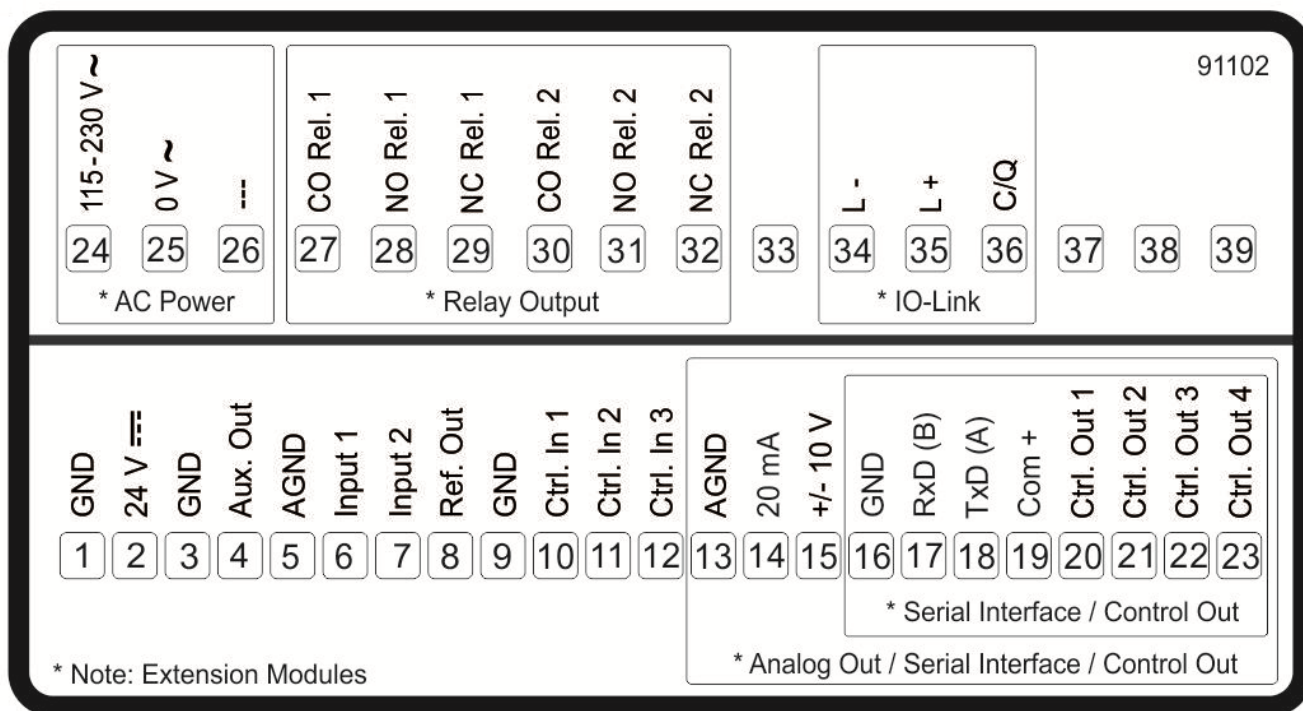 91102
115-230 V ~
0 V ~
---
CO Rel. 1
NO Rel. 1
NC Rel. 1
CO Rel. 2
NO Rel. 2
NC Rel. 2
L -
L +
C/Q
24 25 26 27 28 29 30 31 32 33 34 35 36 37 38 39
* AC Power
* Relay Output
* IO-Link
GND
24 V ⎓
GND
Aux. Out
AGND
Input 1
Input 2
Ref. Out
GND
Ctrl. In 1
Ctrl. In 2
Ctrl. In 3
AGND
20 mA
+/- 10 V
GND
RxD (B)
TxD (A)
Com +
Ctrl. Out 1
Ctrl. Out 2
Ctrl. Out 3
Ctrl. Out 4
1 2 3 4 5 6 7 8 9 10 11 12 13 14 15 16 17 18 19 20 21 22 23
* Serial Interface / Control Out
* Analog Out / Serial Interface / Control Out
* Note: Extension Modules